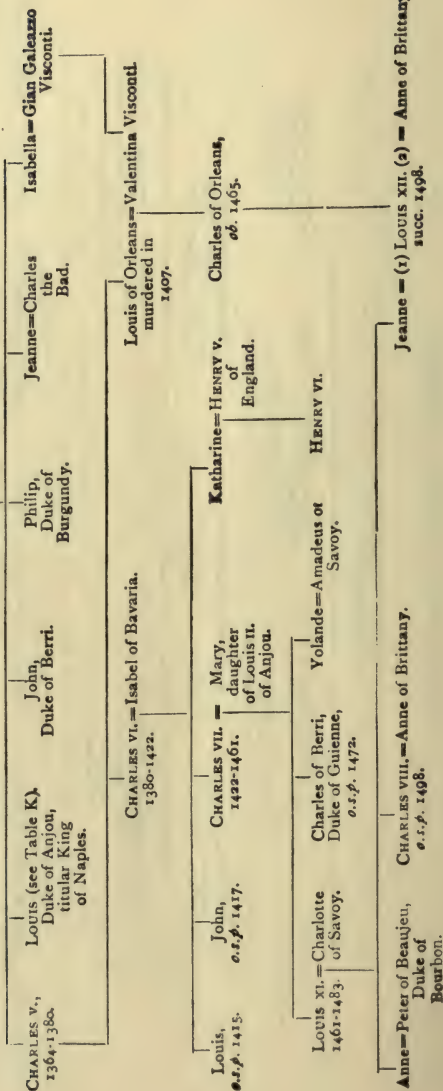 CHARLES V.,
1364-1380.
LOUIS (see Table K),
Duke of Anjou,
titular King
of Naples.
John,
Duke of Berri.
Philip,
Duke of
Burgundy.
Jeanne=Charles
the
Bad.
Isabella=Gian Galeazzo
Visconti.
CHARLES VI.=Isabel of Bavaria.
1380-1422.
Louis of Orleans=Valentina Visconti.
murdered in
1407.
Louis,
o.s.p. 1415.
John,
o.s.p. 1417.
CHARLES VII. = Mary,
1422-1461. daughter
of Louis II.
of Anjou.
Katharine=HENRY V.
of
England.
Charles of Orleans,
ob. 1465.
LOUIS XI.=Charlotte
1461-1483. of Savoy.
Charles of Berri,
Duke of Guienne,
o.s.p. 1472.
Yolande=Amadeus of
Savoy.
HENRY VI.
Anne=Peter of Beaujeu,
Duke of
Bourbon.
CHARLES VIII.=Anne of Brittany.
o.s.p. 1498.
Jeanne = (1) LOUIS XII. (2) = Anne of Brittany
succ. 1498.